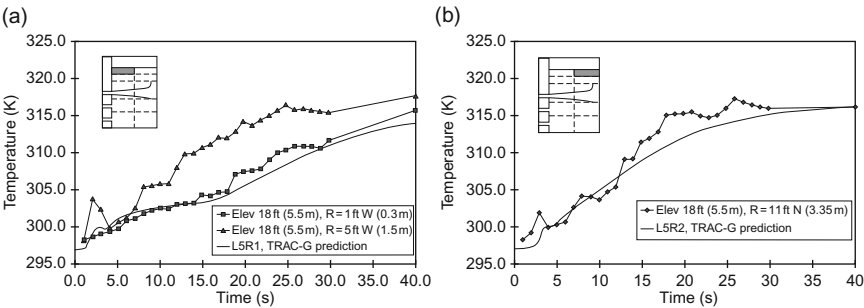 (a)
325.0
320.0
315.0
310.0
305.0
300.0
295.0
Temperature (K)
0.0 5.0 10.0 15.0 20.0 25.0 30.0 35.0 40.0
Time (s)
Elev 18ft (5.5m), R=1ft W (0.3m)
Elev 18ft (5.5m), R=5ft W (1.5m)
L5R1, TRAC-G prediction
(b)
325.0
320.0
315.0
310.0
305.0
300.0
295.0
Temperature (K)
0 5 10 15 20 25 30 35 40
Time (s)
Elev 18ft (5.5m), R=11ft N (3.35m)
L5R2, TRAC-G prediction